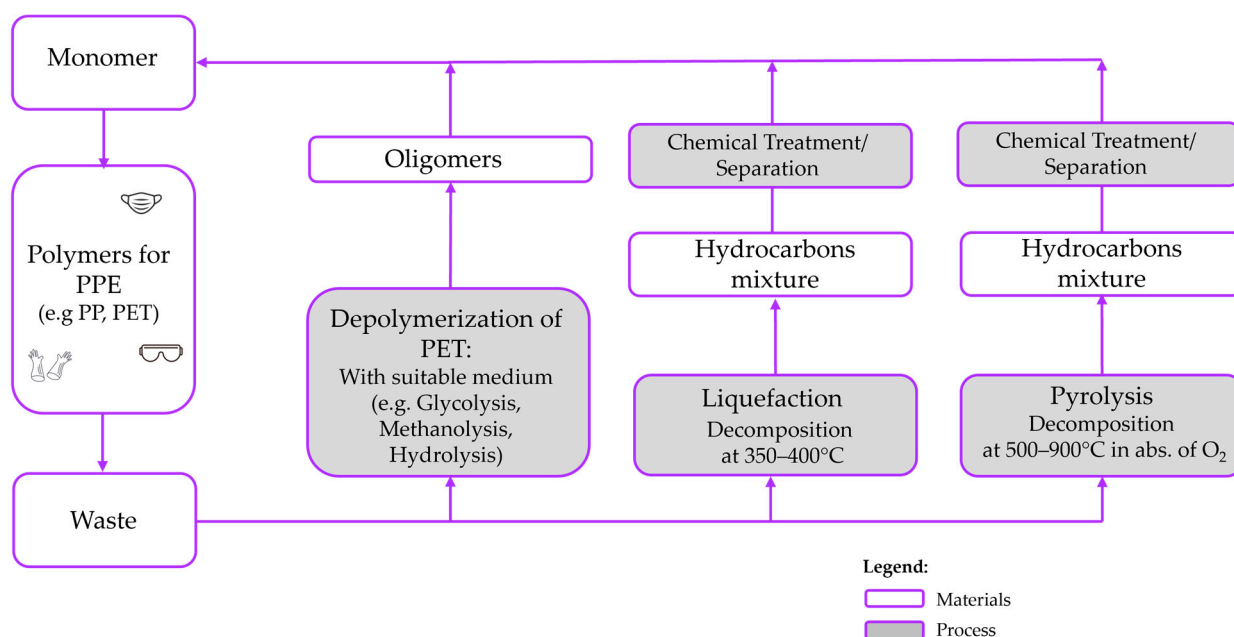 Monomer
Polymers for
PPE
(e.g PP, PET)
Waste
Oligomers
Depolymerization of
PET:
With suitable medium
(e.g. Glycolysis,
Methanolysis,
Hydrolysis)
Chemical Treatment/
Separation
Hydrocarbons
mixture
Liquefaction
Decomposition
at 350–400°C
Chemical Treatment/
Separation
Hydrocarbons
mixture
Pyrolysis
Decomposition
at 500–900°C in abs. of O₂
Legend:
Materials
Process